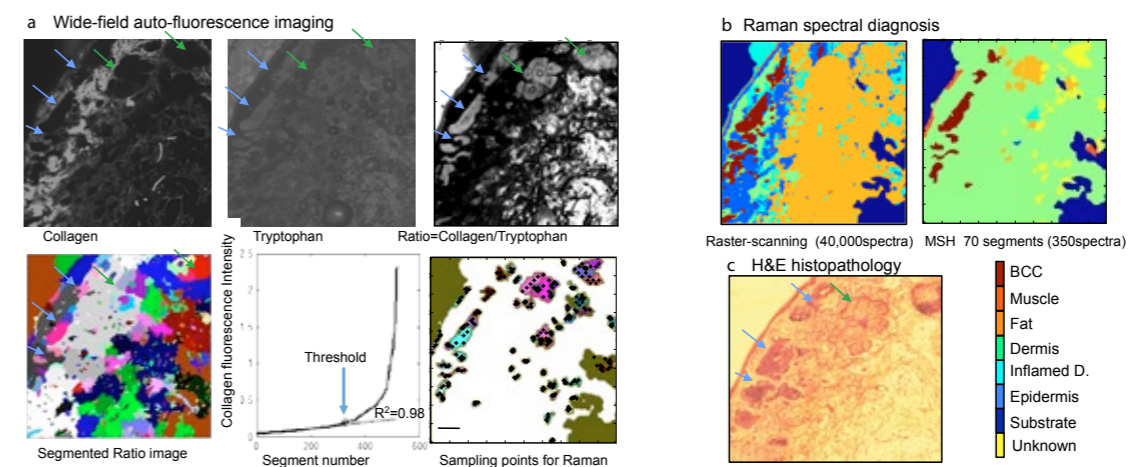 a Wide-field auto-fluorescence imaging
Collagen
Tryptophan
Ratio=Collagen/Tryptophan
Segmented Ratio image
Collagen fluorescence Intensity
2.5
2
1.5
1
0.5
0
0
200
400
600
Threshold
R²=0.98
Segment number
Sampling points for Raman
b Raman spectral diagnosis
Raster-scanning (40,000spectra)
MSH 70 segments (350spectra)
c H&E histopathology
BCC
Muscle
Fat
Dermis
Inflamed D.
Epidermis
Substrate
Unknown